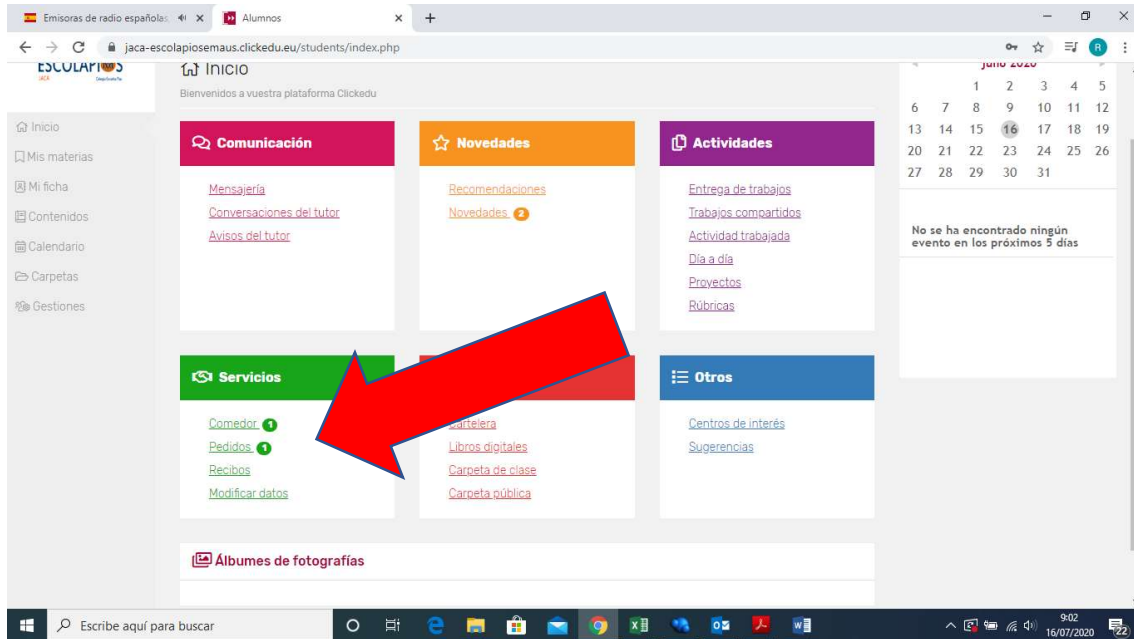 Emisoras de radio españolas
Alumnos
jaca-escolapiosemaus.clickedu.eu/students/index.php
R
ESCOLAPIOS
JACA
Inicio
Bienvenidos a vuestra plataforma Clickedu
Inicio
Mis materias
Mi ficha
Contenidos
Calendario
Carpetas
Gestiones
Comunicación
Mensajería
Conversaciones del tutor
Avisos del tutor
Novedades
Recomendaciones
Novedades 2
Actividades
Entrega de trabajos
Trabajos compartidos
Actividad trabajada
Día a día
Proyectos
Rúbricas
Servicios
Comedor 1
Pedidos 1
Recibos
Modificar datos
Cartelera
Libros digitales
Carpeta de clase
Carpeta pública
Otros
Centros de interés
Sugerencias
Álbumes de fotografías
julio 2020
1 2 3 4 5
6 7 8 9 10 11 12
13 14 15 16 17 18 19
20 21 22 23 24 25 26
27 28 29 30 31
No se ha encontrado ningún
evento en los próximos 5 días
Escribe aquí para buscar
9:02
16/07/2020
22